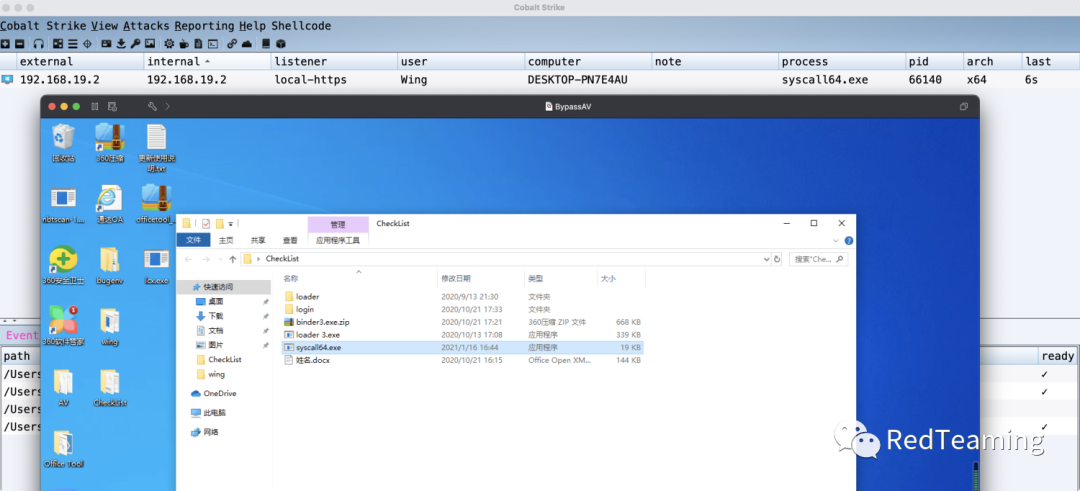 Cobalt Strike
Cobalt Strike View Attacks Reporting Help Shellcode
external internal listener user computer note process pid arch last
192.168.19.2 192.168.19.2 local-https Wing DESKTOP-PN7E4AU syscall64.exe 66140 x64 6s
BypassAV
回收站 360压缩 更新使用说明.txt
nbtscan-1.... 通达OA officetool_...
360安全卫士 Bugenv lcx.exe
360软件管家 wing
AV CheckList
Office Tool
管理 CheckList
文件 主页 共享 查看 应用程序工具
CheckList 搜索"Che...
名称 修改日期 类型 大小
快速访问
桌面
下载
文档
图片
CheckList
wing
OneDrive
此电脑
网络
loader 2020/9/13 21:30 文件夹
login 2020/10/21 17:33 文件夹
binder3.exe.zip 2020/10/21 17:21 360压缩 ZIP 文件 668 KB
loader 3.exe 2020/10/13 17:08 应用程序 339 KB
syscall64.exe 2021/1/16 16:44 应用程序 19 KB
姓名.docx 2020/10/21 16:15 Office Open XM... 144 KB
Event
path ready
/Users
/Users
/Users
/Users
RedTeaming